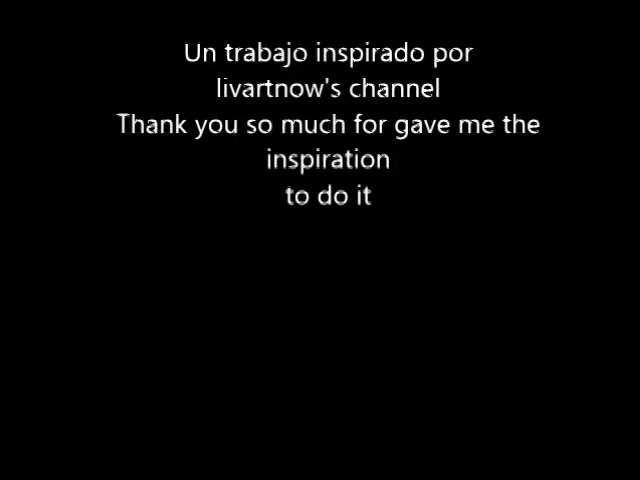 Un trabajo inspirado por
livartnow's channel
Thank you so much for gave me the
inspiration
to do it